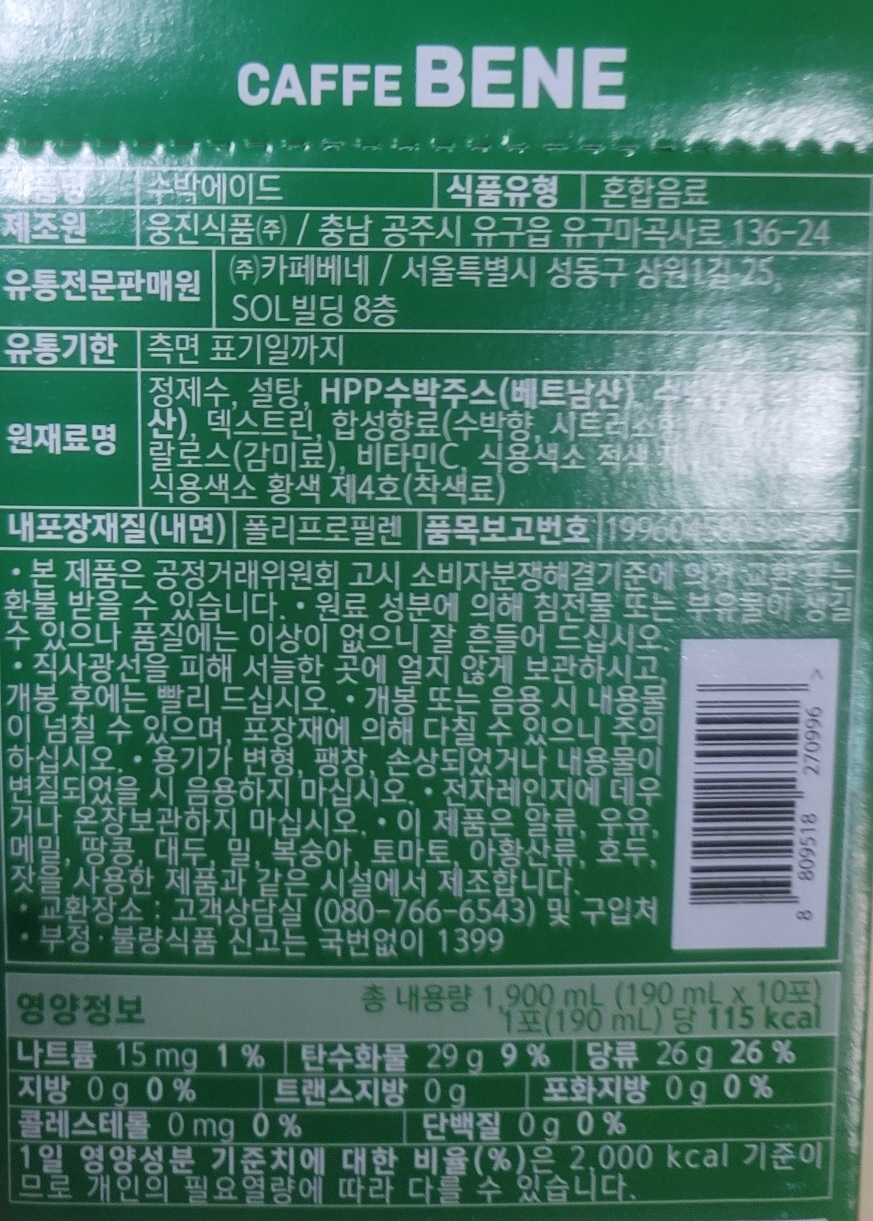 CAFFE BENE
수박에이드 식품유형 혼합음료
제조원 웅진식품(주) / 충남 공주시 유구읍 유구마곡사로 136-24
유통전문판매원 (주)카페베네 / 서울특별시 성동구 상원1길 25,
SOL빌딩 8층
유통기한 측면 표기일까지
원재료명 정제수, 설탕, HPP수박주스(베트남산),
산), 덱스트린, 합성향료(수박향,
랄로스(감미료), 비타민C, 식용색소 적색
식용색소 황색 제4호(착색료)
내포장재질(내면) 폴리프로필렌 품목보고번호
• 본 제품은 공정거래위원회 고시 소비자분쟁해결기준에 의거 교환 또는
환불 받을 수 있습니다. • 원료 성분에 의해 침전물 또는 부유물이 생길
수 있으나 품질에는 이상이 없으니 잘 흔들어 드십시오.
• 직사광선을 피해 서늘한 곳에 얼지 않게 보관하시고,
개봉 후에는 빨리 드십시오. • 개봉 또는 음용 시 내용물
이 넘칠 수 있으며, 포장재에 의해 다칠 수 있으니 주의
하십시오. • 용기가 변형, 팽창, 손상되었거나 내용물이
변질되었을 시 음용하지 마십시오. • 전자레인지에 데우
거나 온장보관하지 마십시오. • 이 제품은 알류, 우유,
메밀, 땅콩, 대두, 밀, 복숭아, 토마토, 아황산류, 호두,
잣을 사용한 제품과 같은 시설에서 제조합니다.
• 교환장소 : 고객상담실 (080-766-6543) 및 구입처
• 부정·불량식품 신고는 국번없이 1399
8 809518 270996 >
영양정보 총 내용량 1,900 mL (190 mL x 10포)
1포(190 mL) 당 115 kcal
나트륨 15 mg 1 % 탄수화물 29 g 9 % 당류 26 g 26 %
지방 0 g 0 % 트랜스지방 0 g 포화지방 0 g 0 %
콜레스테롤 0 mg 0 % 단백질 0 g 0 %
1일 영양성분 기준치에 대한 비율(%)은 2,000 kcal 기준이
므로 개인의 필요열량에 따라 다를 수 있습니다.